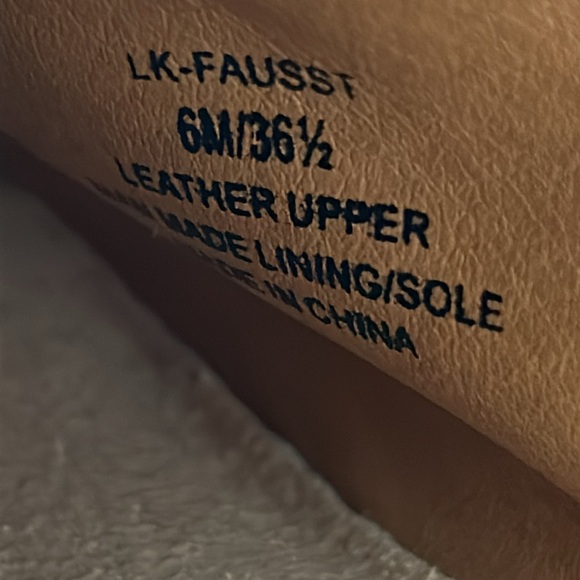 LK-FAUSST
6M/36½
LEATHER UPPER
MADE LINING/SOLE
IN CHINA